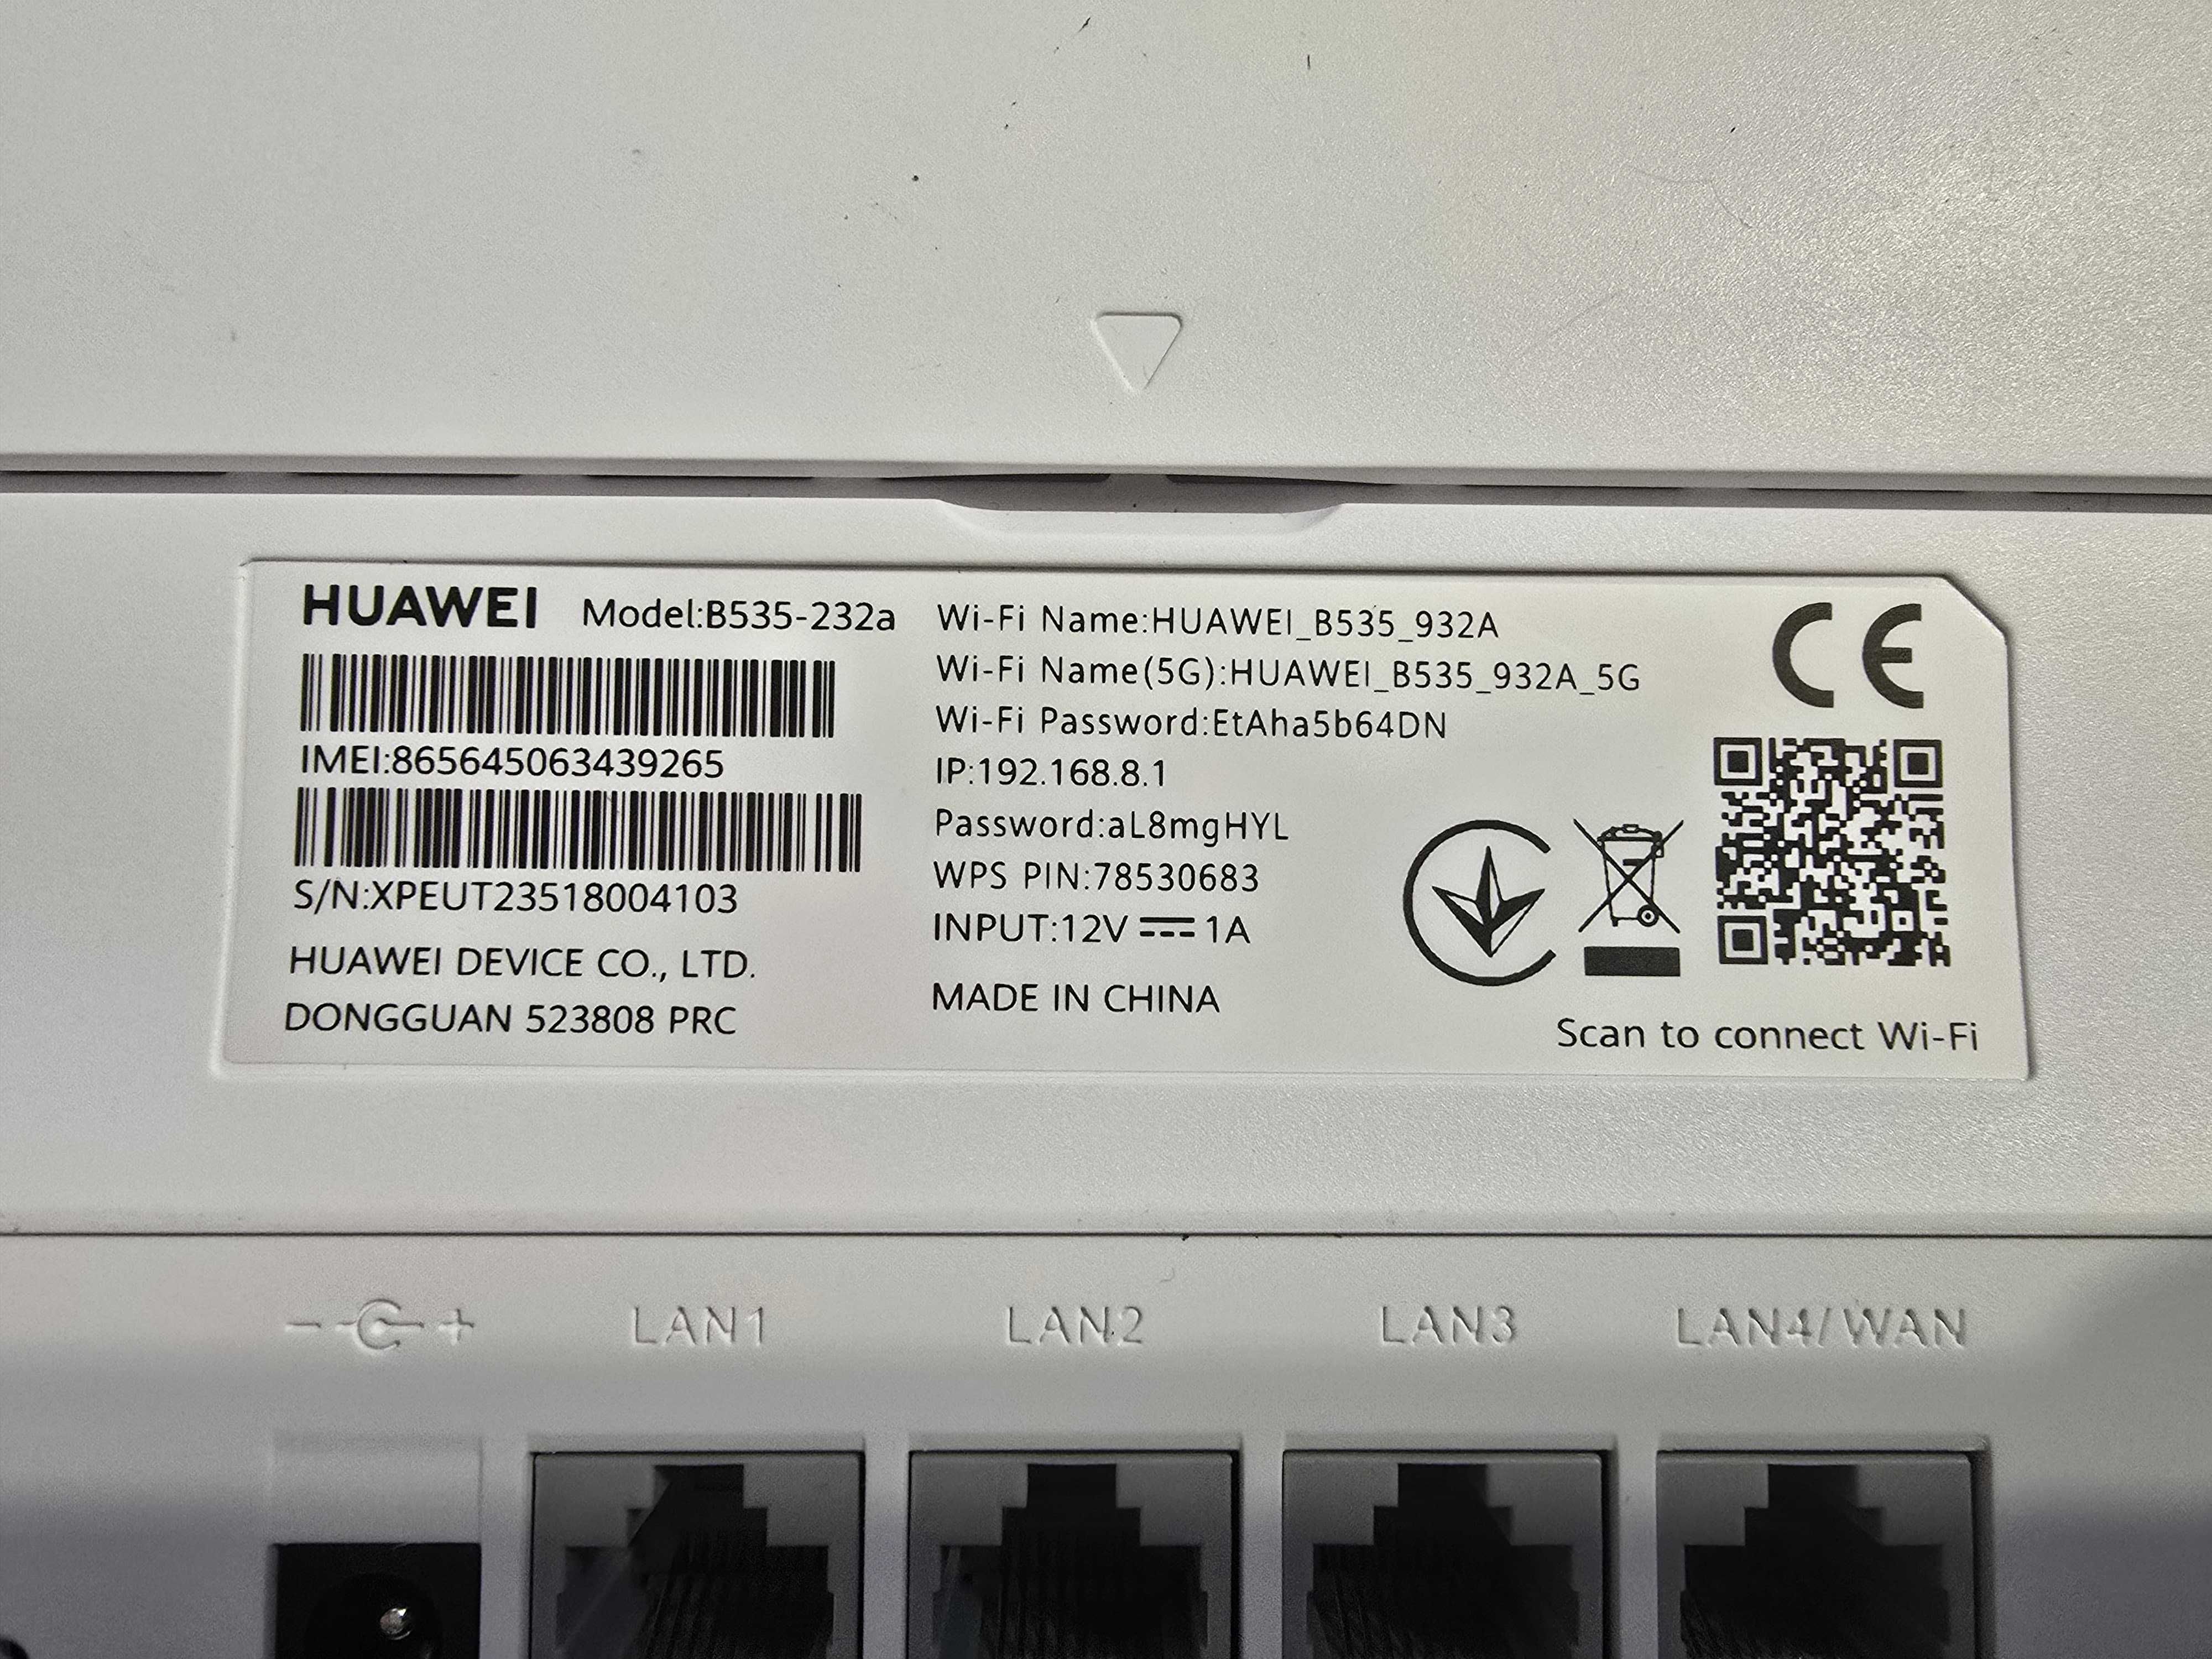 HUAWEI Model:B535-232a
IMEI:865645063439265
S/N:XPEUT23518004103
HUAWEI DEVICE CO., LTD.
DONGGUAN 523808 PRC
Wi-Fi Name:HUAWEI_B535_932A
Wi-Fi Name(5G):HUAWEI_B535_932A_5G
Wi-Fi Password:EtAha5b64DN
IP:192.168.8.1
Password:aL8mgHYL
WPS PIN:78530683
INPUT:12V ⎓ 1A
MADE IN CHINA
CE
Scan to connect Wi-Fi
LAN1
LAN2
LAN3
LAN4/WAN